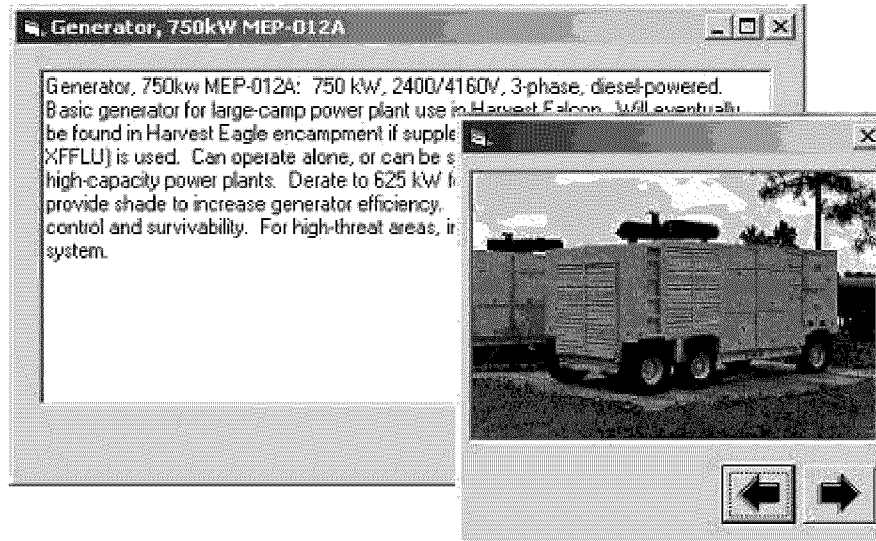 Generator, 750kW MEP-012A
Generator, 750kw MEP-012A: 750 kW, 2400/4160V, 3-phase, diesel-powered.
Basic generator for large-camp power plant use in Harvest Falcon. Will eventually
be found in Harvest Eagle encampment if supple
XFFLU) is used. Can operate alone, or can be s
high-capacity power plants. Derate to 625 kW f
provide shade to increase generator efficiency.
control and survivability. For high-threat areas, ir
system.